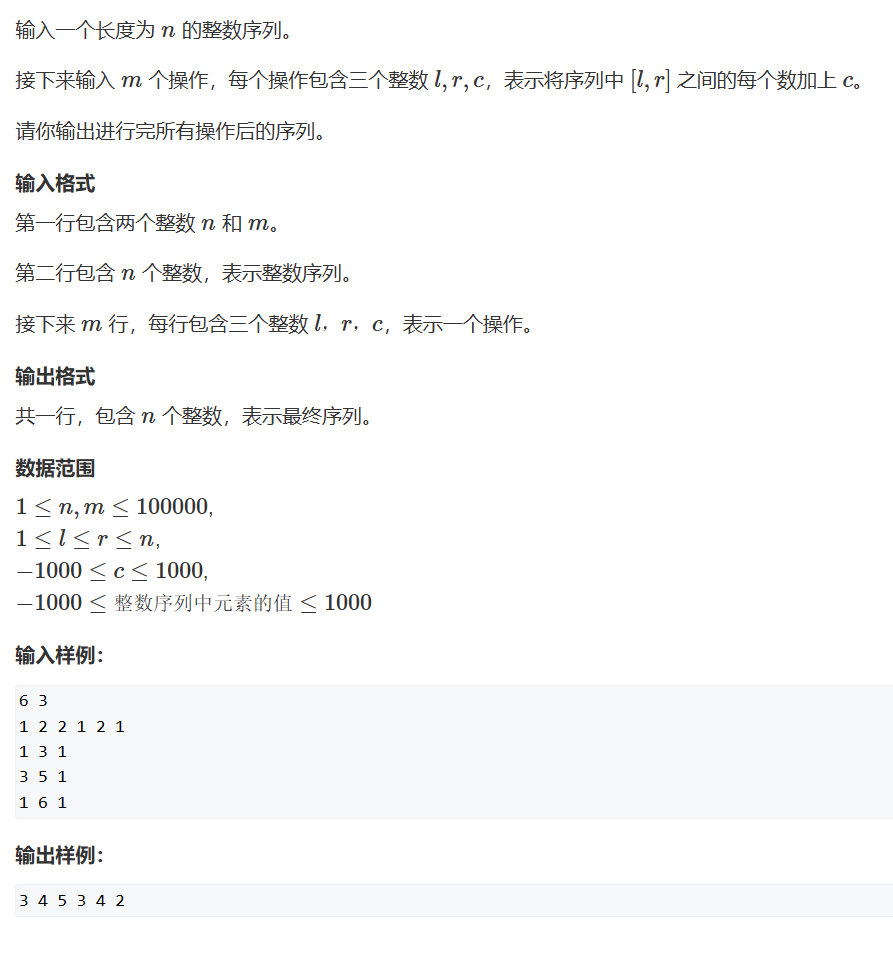 输入一个长度为 n 的整数序列。
接下来输入 m 个操作，每个操作包含三个整数 l, r, c，表示将序列中 [l, r] 之间的每个数加上 c。
请你输出进行完所有操作后的序列。
输入格式
第一行包含两个整数 n 和 m。
第二行包含 n 个整数，表示整数序列。
接下来 m 行，每行包含三个整数 l，r，c，表示一个操作。
输出格式
共一行，包含 n 个整数，表示最终序列。
数据范围
1 ≤ n, m ≤ 100000,
1 ≤ l ≤ r ≤ n,
−1000 ≤ c ≤ 1000,
−1000 ≤ 整数序列中元素的值 ≤ 1000
输入样例：
6 3
1 2 2 1 2 1
1 3 1
3 5 1
1 6 1
输出样例：
3 4 5 3 4 2